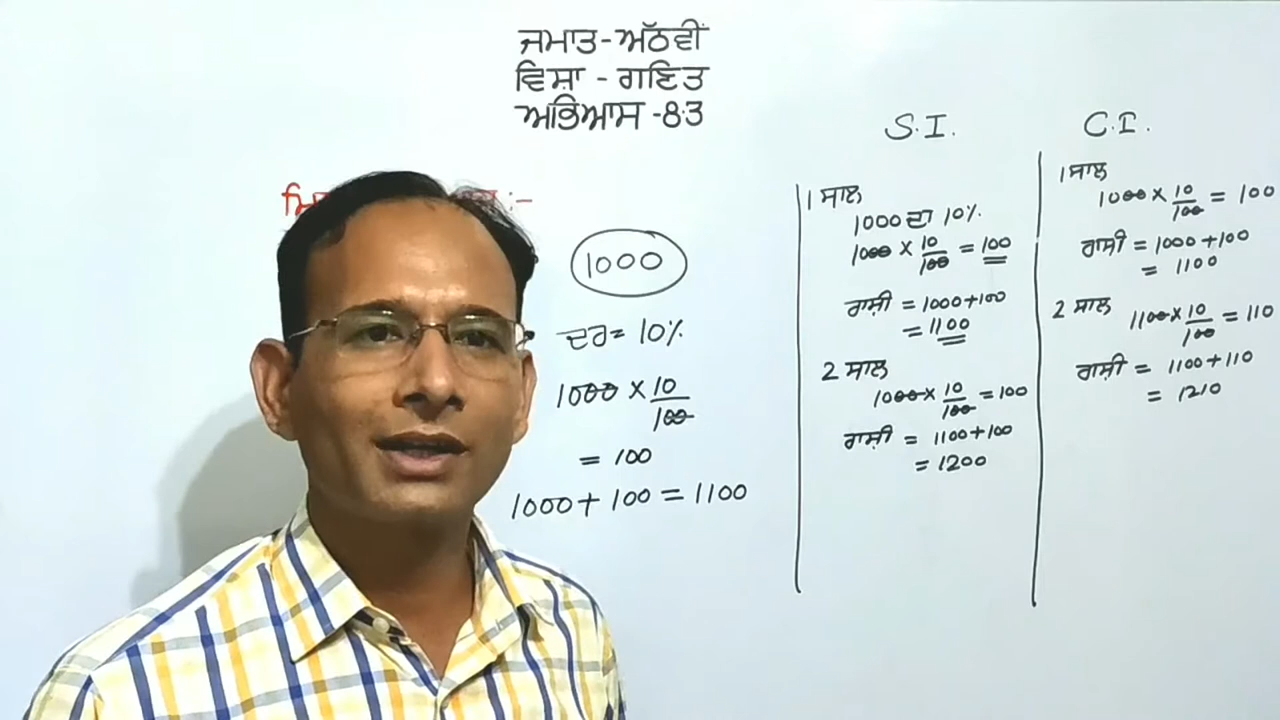 ਜਮਾਤ-ਅੱਠਵੀਂ
ਵਿਸ਼ਾ - ਗਣਿਤ
ਅਭਿਆਸ -8.3
:-
1000
ਦਰ= 10%
1000 × 10/100
= 100
1000 + 100 = 1100
S.I.
1 ਸਾਲ
1000 ਦਾ 10%
1000 × 10/100 = 100
ਰਾਸ਼ੀ = 1000+100
= 1100
2 ਸਾਲ
1000 × 10/100 = 100
ਰਾਸ਼ੀ = 1100+100
= 1200
C.I.
1 ਸਾਲ
1000 × 10/100 = 100
ਰਾਸ਼ੀ = 1000 +100
= 1100
2 ਸਾਲ 1100 × 10/100 = 110
ਰਾਸ਼ੀ = 1100+110
= 1210